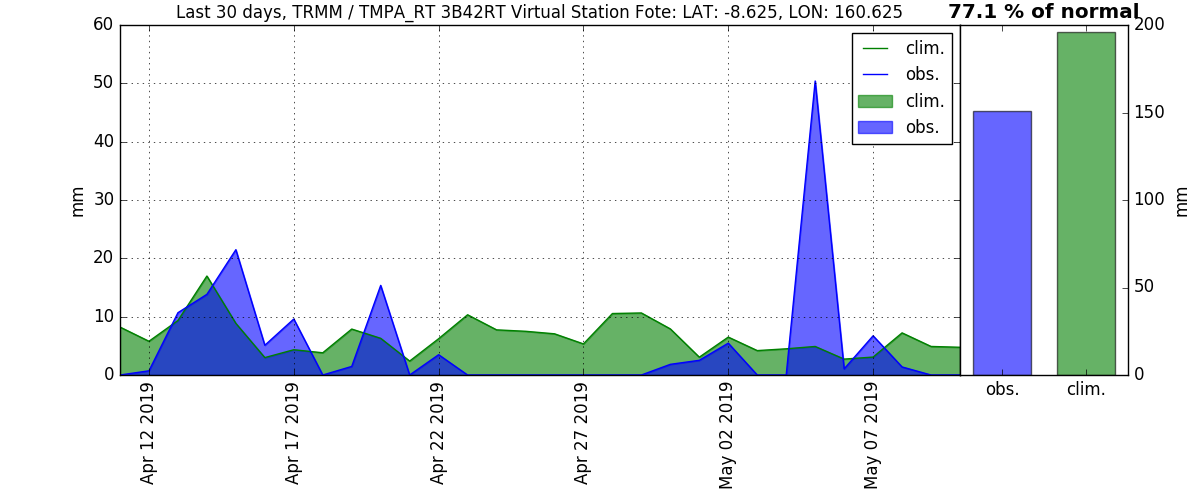 Last 30 days, TRMM / TMPA_RT 3B42RT Virtual Station Fote: LAT: -8.625, LON: 160.625
77.1 % of normal
60
50
40
30
20
10
0
mm
clim.
obs.
clim.
obs.
200
150
100
50
0
mm
Apr 12 2019
Apr 17 2019
Apr 22 2019
Apr 27 2019
May 02 2019
May 07 2019
obs.
clim.